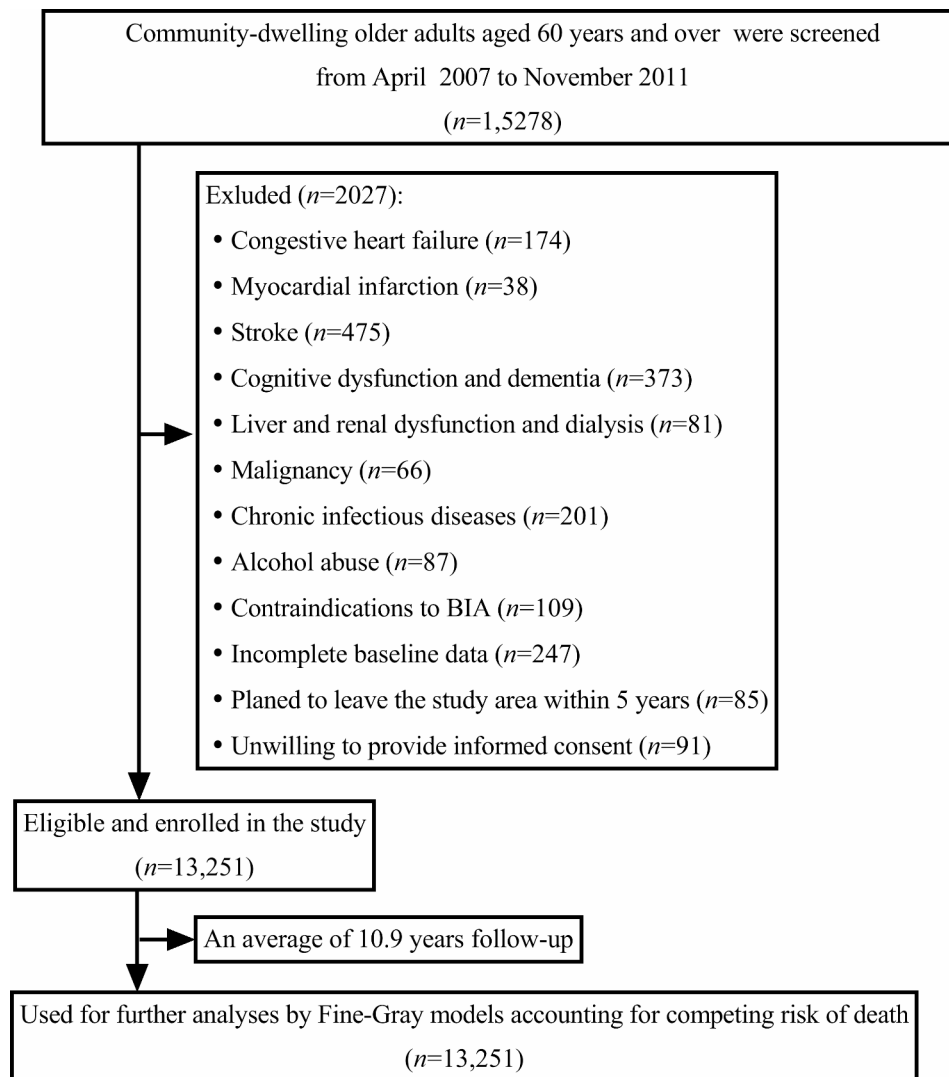 Community-dwelling older adults aged 60 years and over were screened
from April 2007 to November 2011
(n=1,5278)
Exluded (n=2027):
• Congestive heart failure (n=174)
• Myocardial infarction (n=38)
• Stroke (n=475)
• Cognitive dysfunction and dementia (n=373)
• Liver and renal dysfunction and dialysis (n=81)
• Malignancy (n=66)
• Chronic infectious diseases (n=201)
• Alcohol abuse (n=87)
• Contraindications to BIA (n=109)
• Incomplete baseline data (n=247)
• Planed to leave the study area within 5 years (n=85)
• Unwilling to provide informed consent (n=91)
Eligible and enrolled in the study
(n=13,251)
An average of 10.9 years follow-up
Used for further analyses by Fine-Gray models accounting for competing risk of death
(n=13,251)